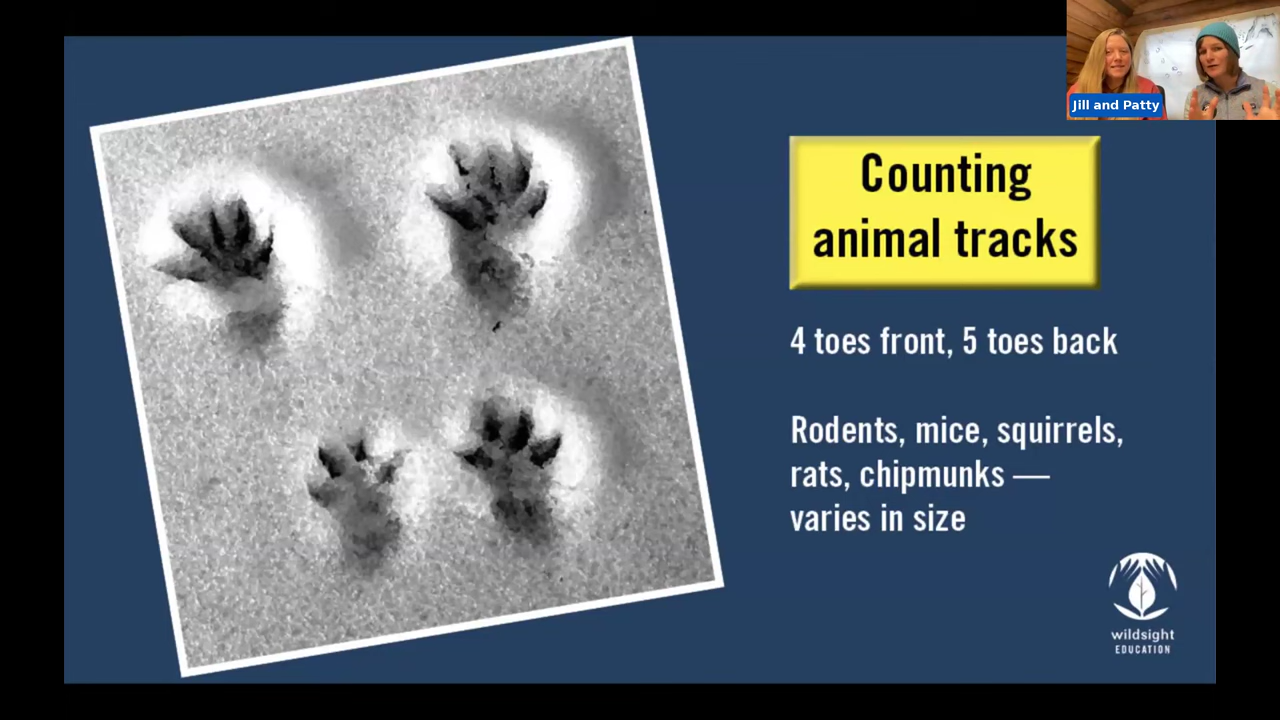 Jill and Patty
Counting
animal tracks
4 toes front, 5 toes back
Rodents, mice, squirrels,
rats, chipmunks —
varies in size
wildsight
EDUCATION